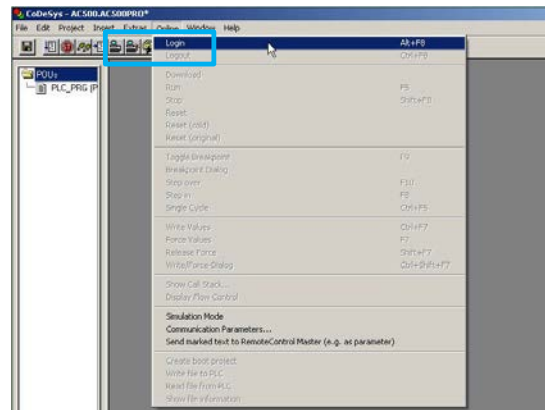 CoDeSys - AC500.AC500PRO*
File Edit Project Insert Extras Online Window Help
POUs
PLC_PRG (P
Login Alt+F8
Logout Ctrl+F8
Download
Run F5
Stop Shift+F8
Reset
Reset (cold)
Reset (original)
Toggle Breakpoint F9
Breakpoint Dialog
Step over F10
Step in F8
Single Cycle Ctrl+F5
Write Values Ctrl+F7
Force Values F7
Release Force Shift+F7
Write/Force-Dialog Ctrl+Shift+F7
Show Call Stack...
Display Flow Control
Simulation Mode
Communication Parameters...
Send marked text to RemoteControl Master (e.g. as parameter)
Create boot project
Write file to PLC
Read file from PLC
Show file information